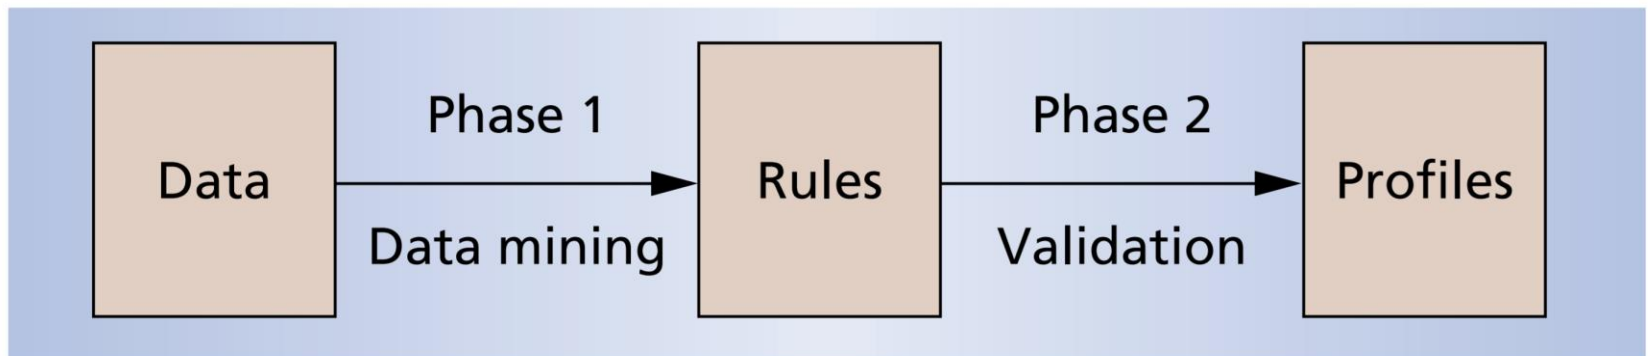 Data
Phase 1
Data mining
Rules
Phase 2
Validation
Profiles